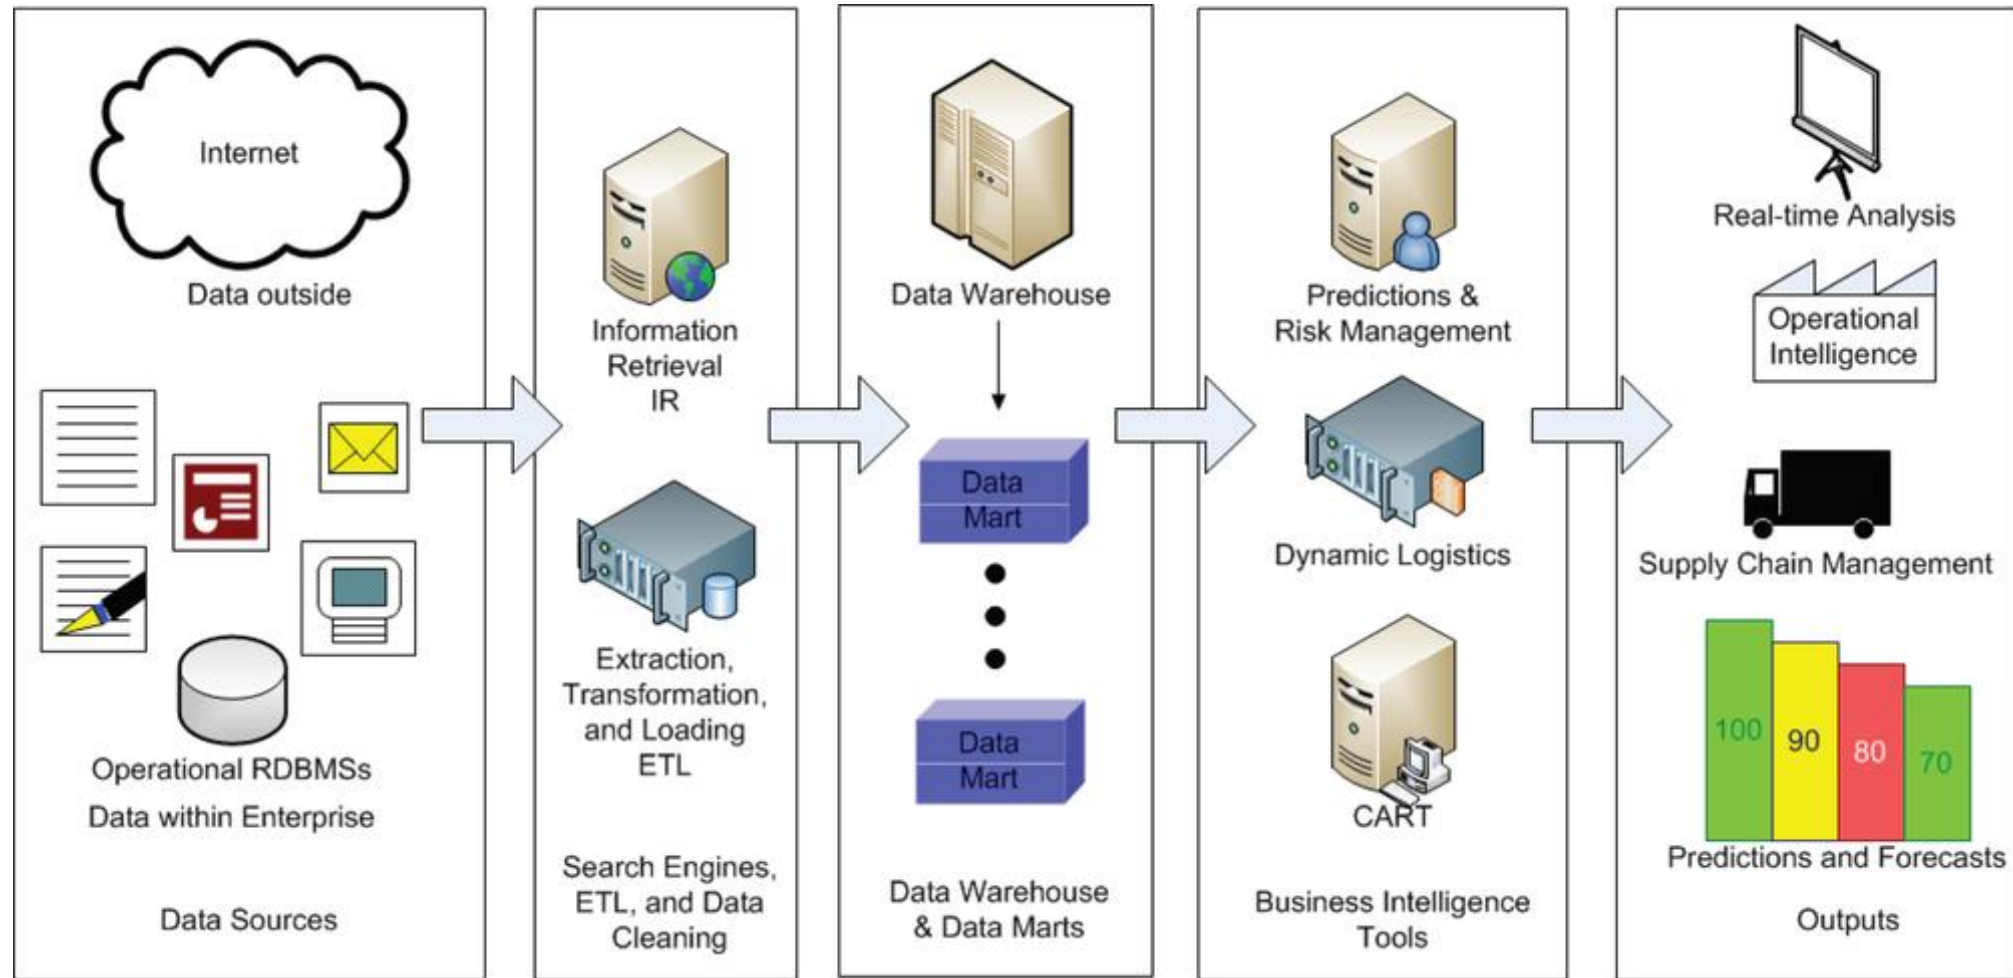 Internet
Data outside
Operational RDBMSs
Data within Enterprise
Data Sources
Information
Retrieval
IR
Extraction,
Transformation,
and Loading
ETL
Search Engines,
ETL, and Data
Cleaning
Data Warehouse
Data
Mart
Data
Mart
Data Warehouse
& Data Marts
Predictions &
Risk Management
Dynamic Logistics
CART
Business Intelligence
Tools
Real-time Analysis
Operational
Intelligence
Supply Chain Management
100
90
80
70
Predictions and Forecasts
Outputs